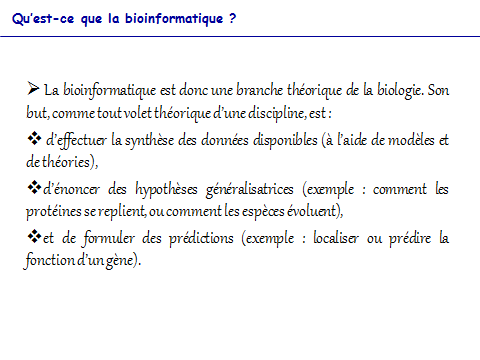 Qu'est-ce que la bioinformatique ?
➢ La bioinformatique est donc une branche théorique de la biologie. Son
but, comme tout volet théorique d'une discipline, est :
❖ d'effectuer la synthèse des données disponibles (à l'aide de modèles et
de théories),
❖d'énoncer des hypothèses généralisatrices (exemple : comment les
protéines se replient, ou comment les espèces évoluent),
❖et de formuler des prédictions (exemple : localiser ou prédire la
fonction d'un gène).